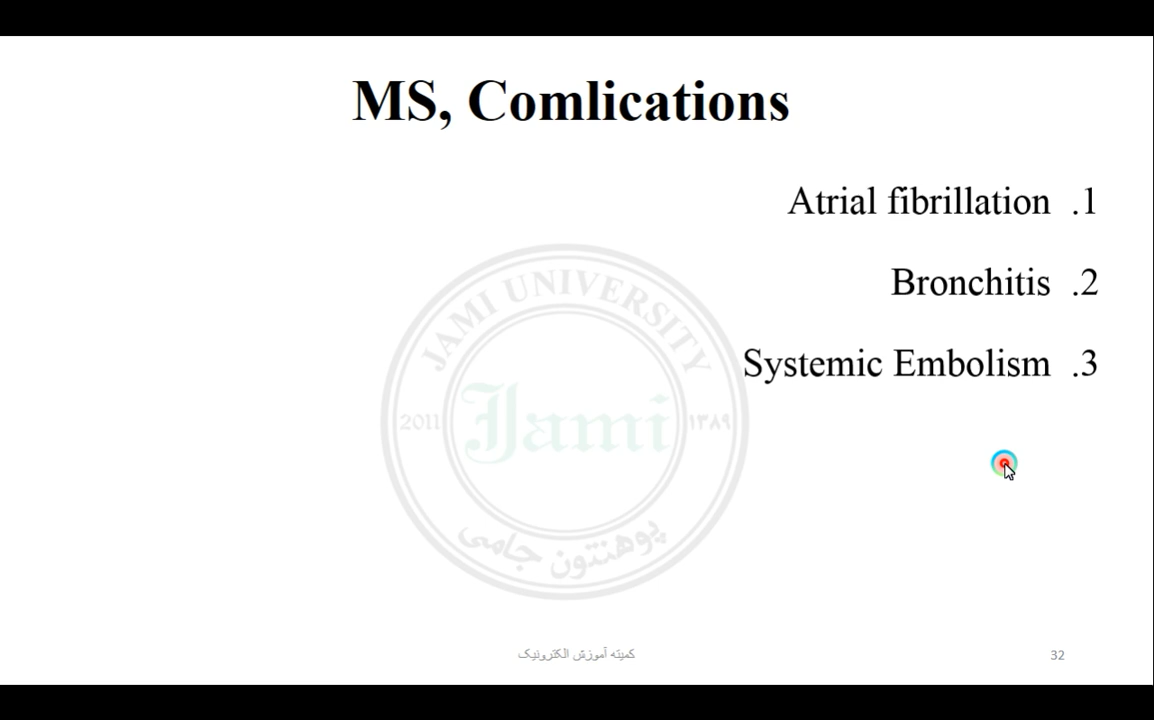 MS, Comlications
Atrial fibrillation .1
Bronchitis .2
Systemic Embolism .3
JAMI UNIVERSITY
2011
Jami
۱۳۸۹
پوهنتون جامی
کمیته آموزش الکترونیک
32